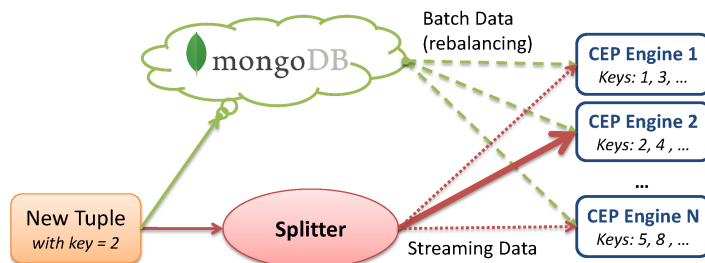 Batch Data
(rebalancing)
mongoDB
CEP Engine 1
Keys: 1, 3, ...
CEP Engine 2
Keys: 2, 4 , ...
...
New Tuple
with key = 2
Splitter
CEP Engine N
Keys: 5, 8 , ...
Streaming Data